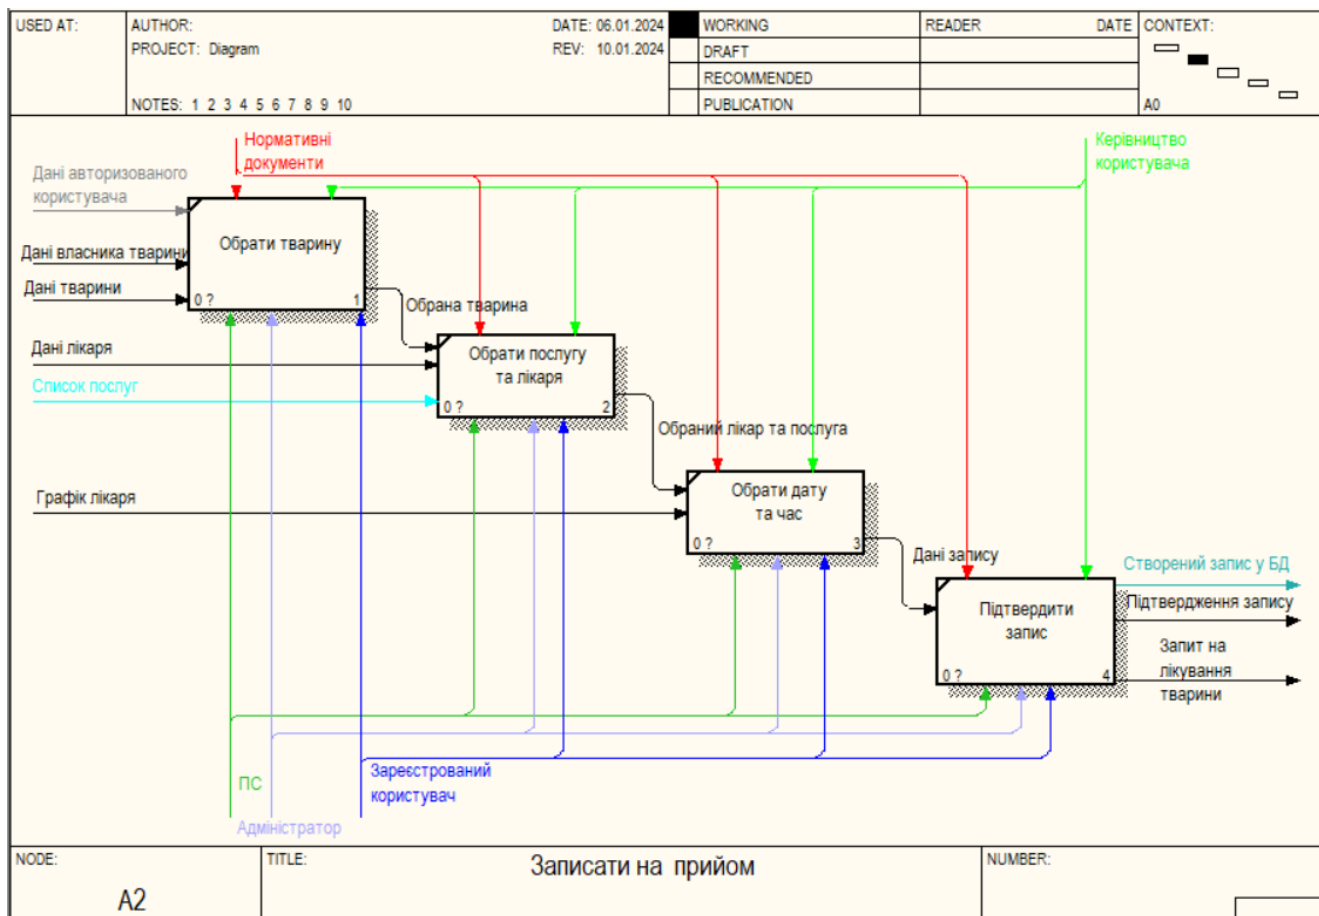 USED AT:
AUTHOR:
DATE: 06.01.2024
PROJECT: Diagram
REV: 10.01.2024
NOTES: 1 2 3 4 5 6 7 8 9 10
WORKING
DRAFT
RECOMMENDED
PUBLICATION
READER
DATE
CONTEXT:
A0
Нормативні
документи
Керівництво
користувача
Дані авторизованого
користувача
Обрати тварину
0 ?
1
Дані власника тварини
Дані тварини
Обрана тварина
Дані лікаря
Обрати послугу
та лікаря
0 ?
2
Список послуг
Обраний лікар та послуга
Графік лікаря
Обрати дату
та час
0 ?
3
Дані запису
Підтвердити
запис
0 ?
4
Створений запис у БД
Підтвердження запису
Запит на
лікування
тварини
ПС
Адміністратор
Зареєстрований
користувач
NODE:
A2
TITLE:
Записати на прийом
NUMBER: